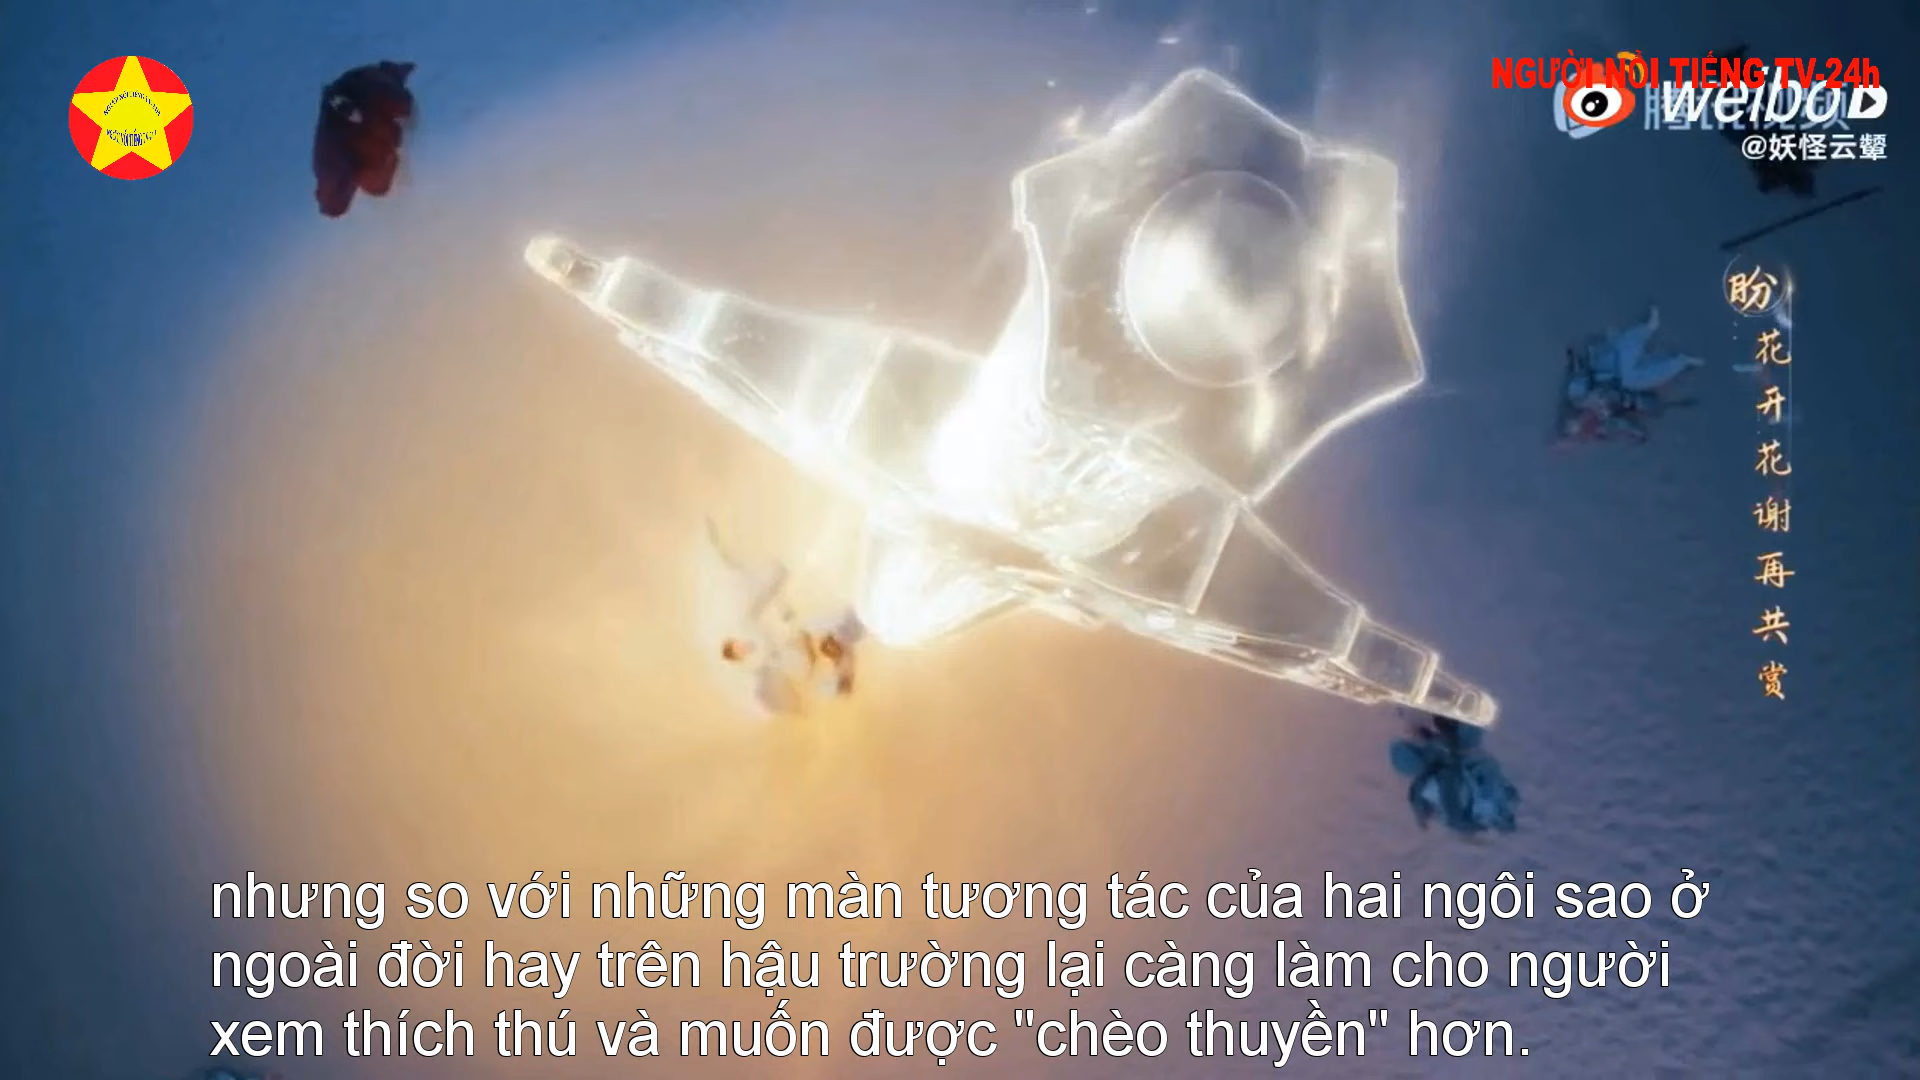 NGƯỜI NỔI TIẾNG TV-24h
weibo
@妖怪云顰
盼花开花谢再共赏
nhưng so với những màn tương tác của hai ngôi sao ở
ngoài đời hay trên hậu trường lại càng làm cho người
xem thích thú và muốn được "chèo thuyền" hơn.